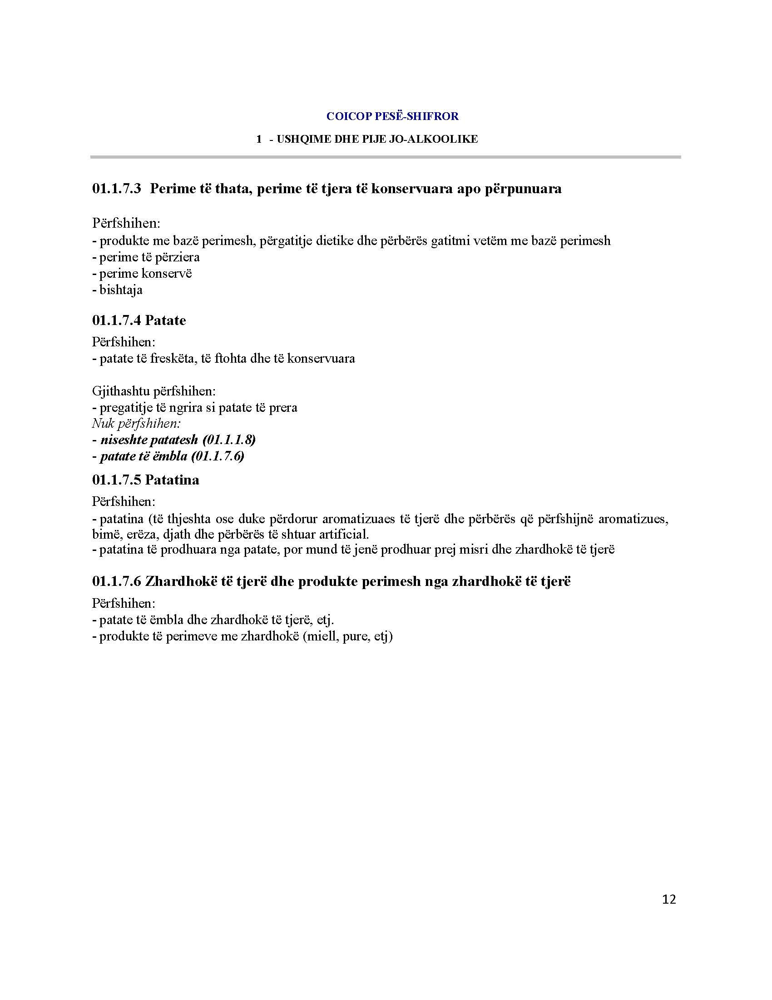 COICOP PESË-SHIFROR
1 - USHQIME DHE PIJE JO-ALKOOLIKE
01.1.7.3 Perime të thata, perime të tjera të konservuara apo përpunuara
Përfshihen:
- produkte me bazë perimesh, përgatitje dietike dhe përbërës gatitmi vetëm me bazë perimesh
- perime të përziera
- perime konservë
- bishtaja
01.1.7.4 Patate
Përfshihen:
- patate të freskëta, të ftohta dhe të konservuara
Gjithashtu përfshihen:
- pregatitje të ngrira si patate të prera
Nuk përfshihen:
- niseshte patatesh (01.1.1.8)
- patate të ëmbla (01.1.7.6)
01.1.7.5 Patatina
Përfshihen:
- patatina (të thjeshta ose duke përdorur aromatizuaes të tjerë dhe përbërës që përfshijnë aromatizues,
bimë, erëza, djath dhe përbërës të shtuar artificial.
- patatina të prodhuara nga patate, por mund të jenë prodhuar prej misri dhe zhardhokë të tjerë
01.1.7.6 Zhardhokë të tjerë dhe produkte perimesh nga zhardhokë të tjerë
Përfshihen:
- patate të ëmbla dhe zhardhokë të tjerë, etj.
- produkte të perimeve me zhardhokë (miell, pure, etj)
12